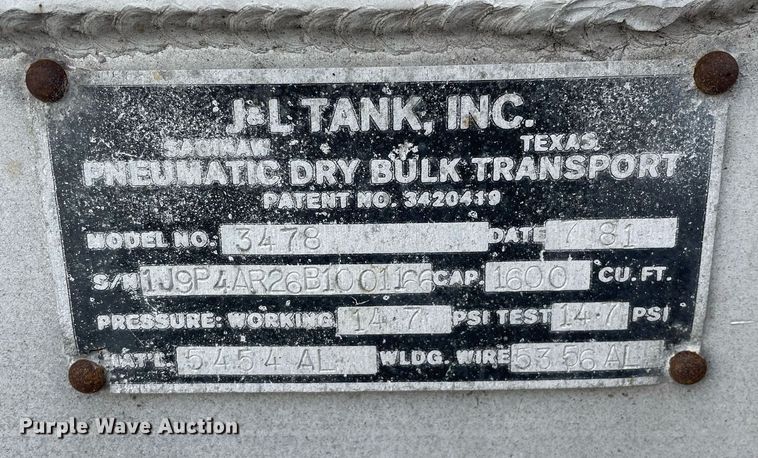 J&L TANK, INC.
SAGINAW TEXAS
PNEUMATIC DRY BULK TRANSPORT
PATENT NO. 3420419
MODEL NO. 3478 DATE 7 81
S/N 1J9P4AR26B1001166 CAP. 1600 CU. FT.
PRESSURE: WORKING 14.7 PSI TEST 14.7 PSI
MAT'L. 5454 AL WLDG. WIRE 5356 AL
Purple Wave Auction